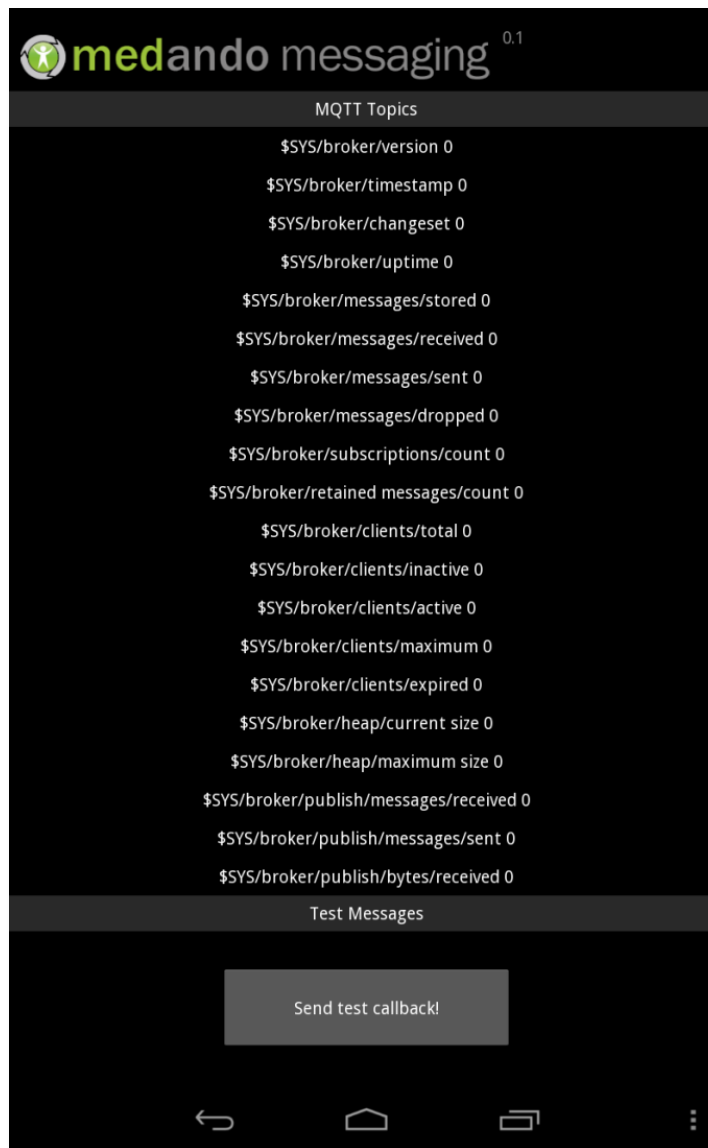 medando messaging 0.1
MQTT Topics
$SYS/broker/version 0
$SYS/broker/timestamp 0
$SYS/broker/changeset 0
$SYS/broker/uptime 0
$SYS/broker/messages/stored 0
$SYS/broker/messages/received 0
$SYS/broker/messages/sent 0
$SYS/broker/messages/dropped 0
$SYS/broker/subscriptions/count 0
$SYS/broker/retained messages/count 0
$SYS/broker/clients/total 0
$SYS/broker/clients/inactive 0
$SYS/broker/clients/active 0
$SYS/broker/clients/maximum 0
$SYS/broker/clients/expired 0
$SYS/broker/heap/current size 0
$SYS/broker/heap/maximum size 0
$SYS/broker/publish/messages/received 0
$SYS/broker/publish/messages/sent 0
$SYS/broker/publish/bytes/received 0
Test Messages
Send test callback!